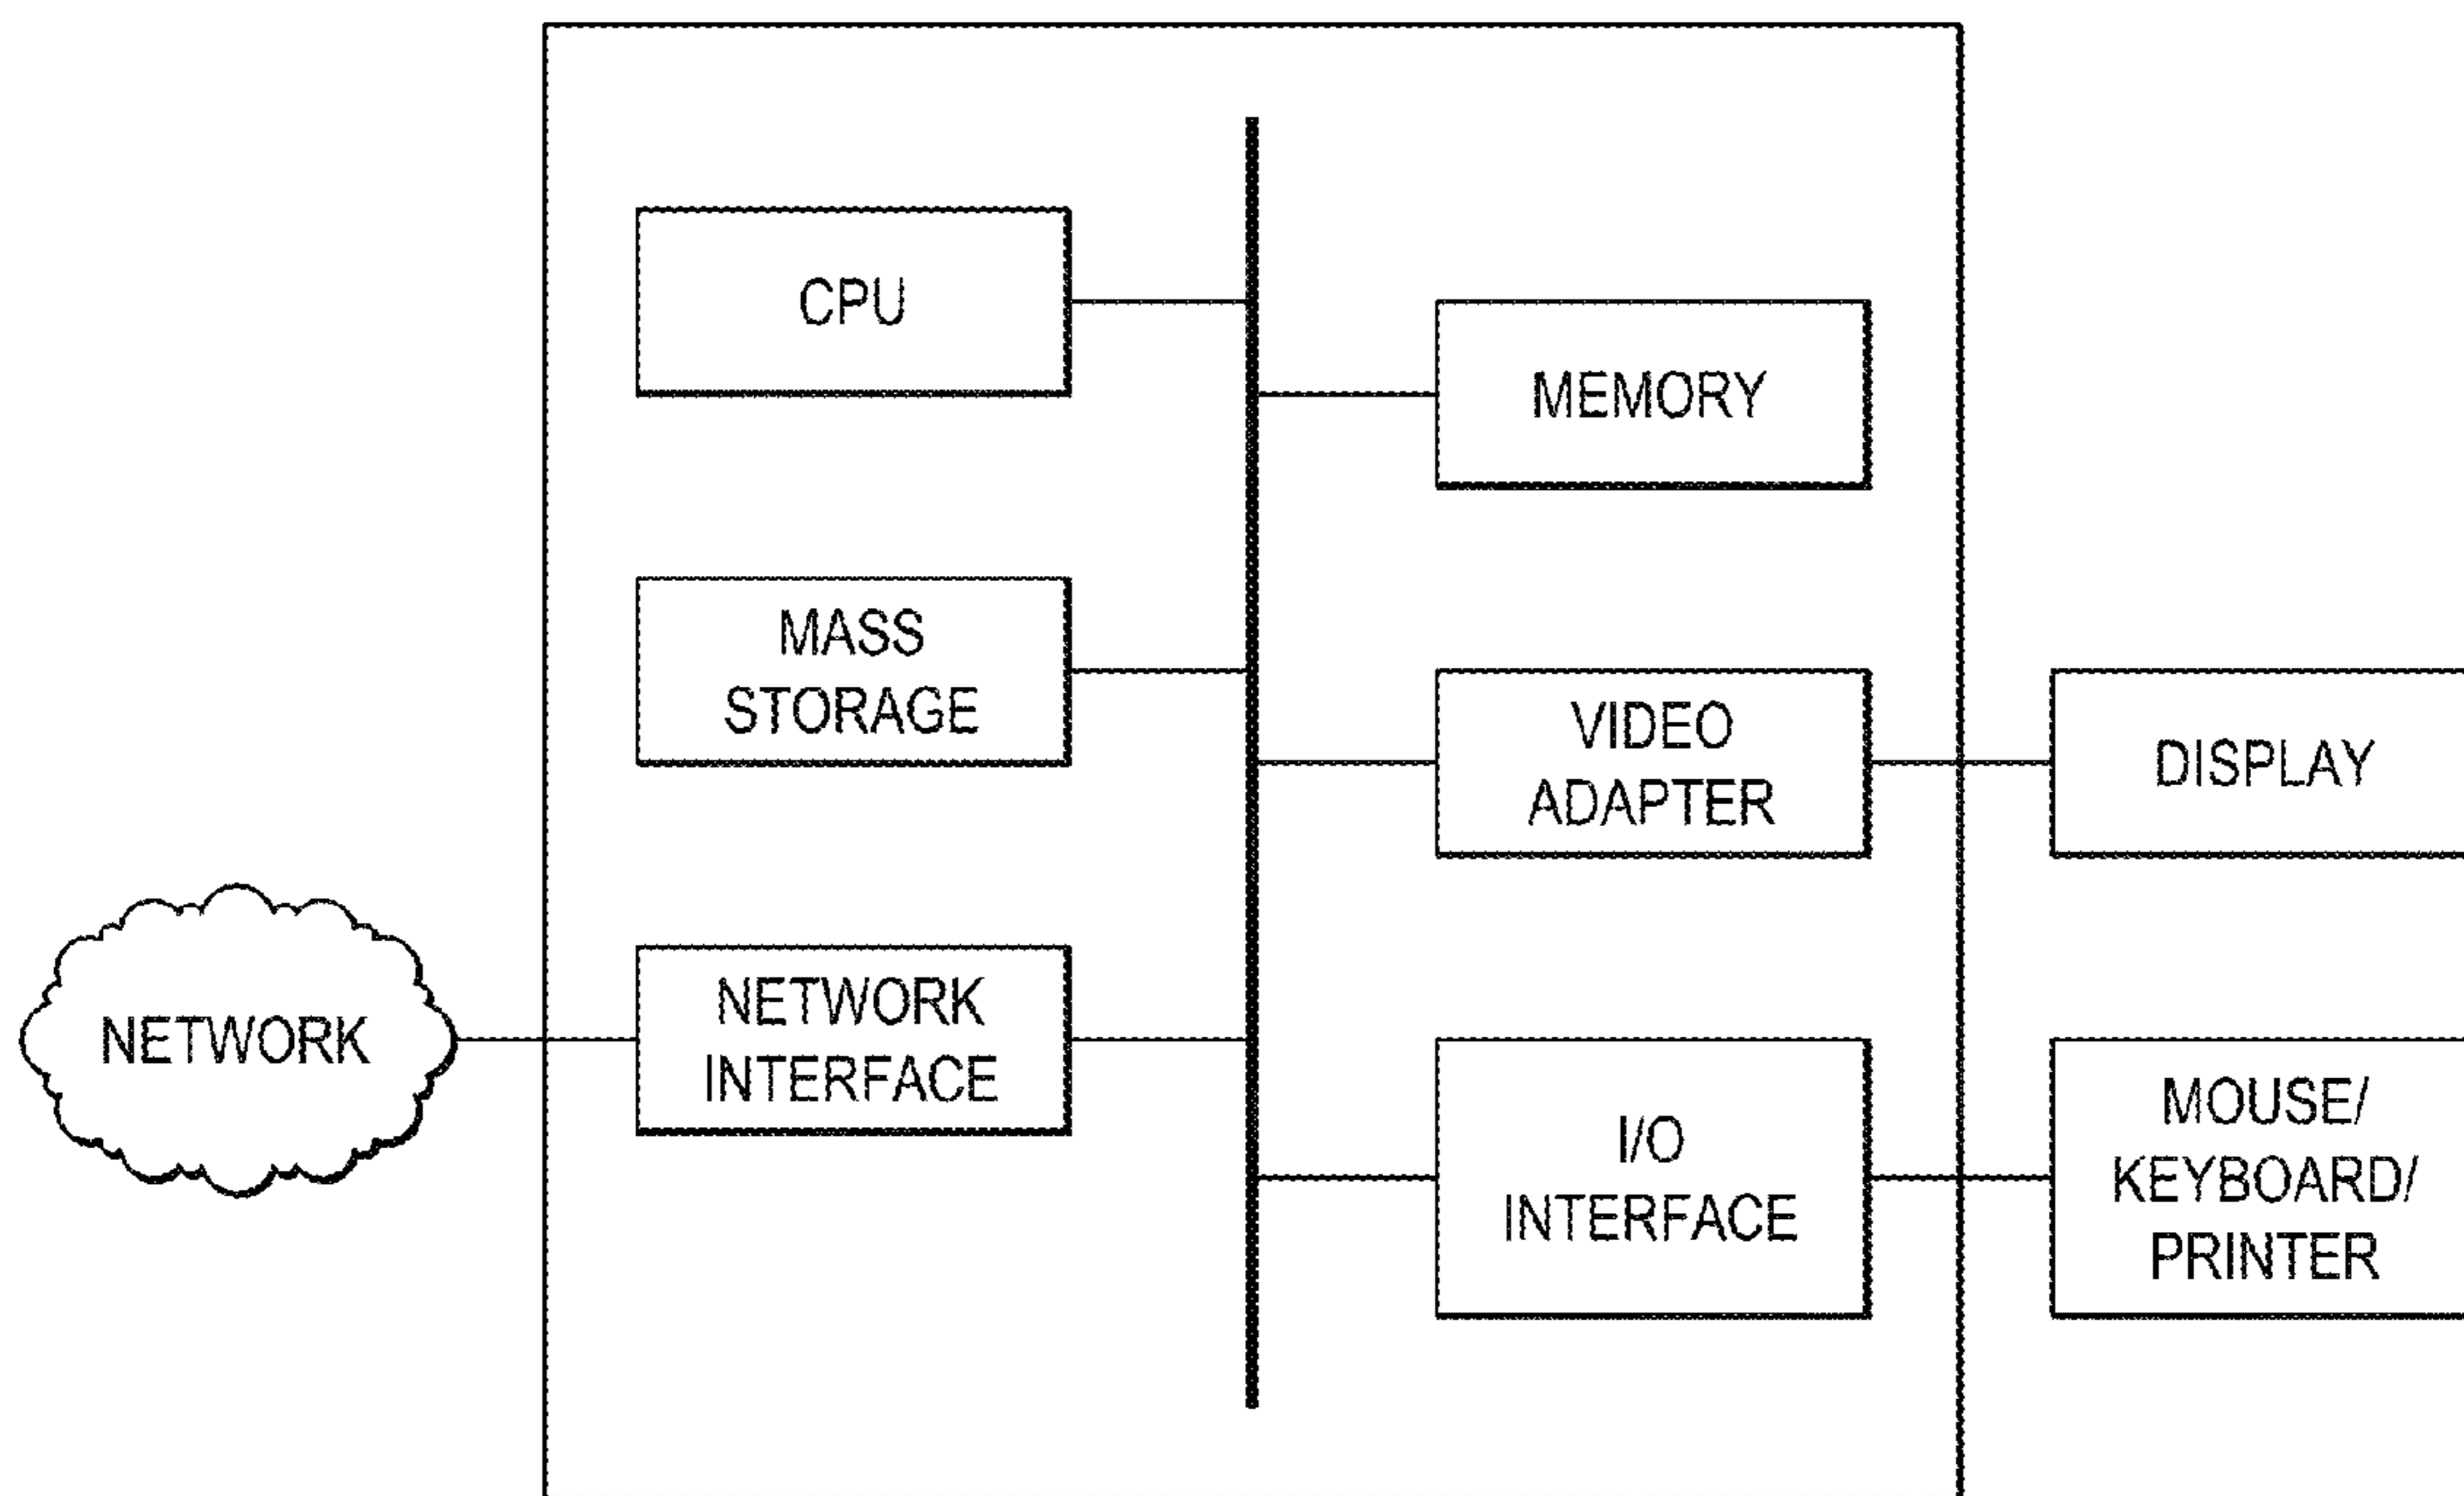 CPU
MEMORY
MASS
STORAGE
VIDEO
ADAPTER
DISPLAY
NETWORK
NETWORK
INTERFACE
I/O
INTERFACE
MOUSE/
KEYBOARD/
PRINTER